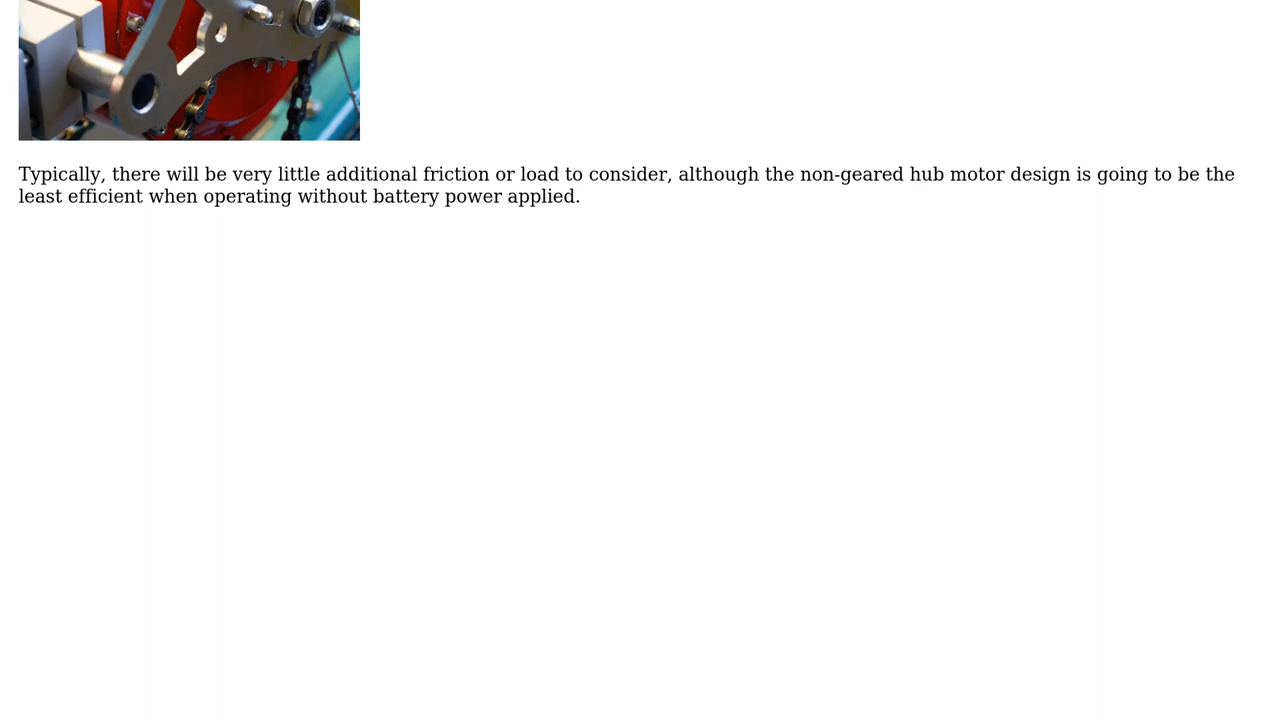 Typically, there will be very little additional friction or load to consider, although the non-geared hub motor design is going to be the
least efficient when operating without battery power applied.